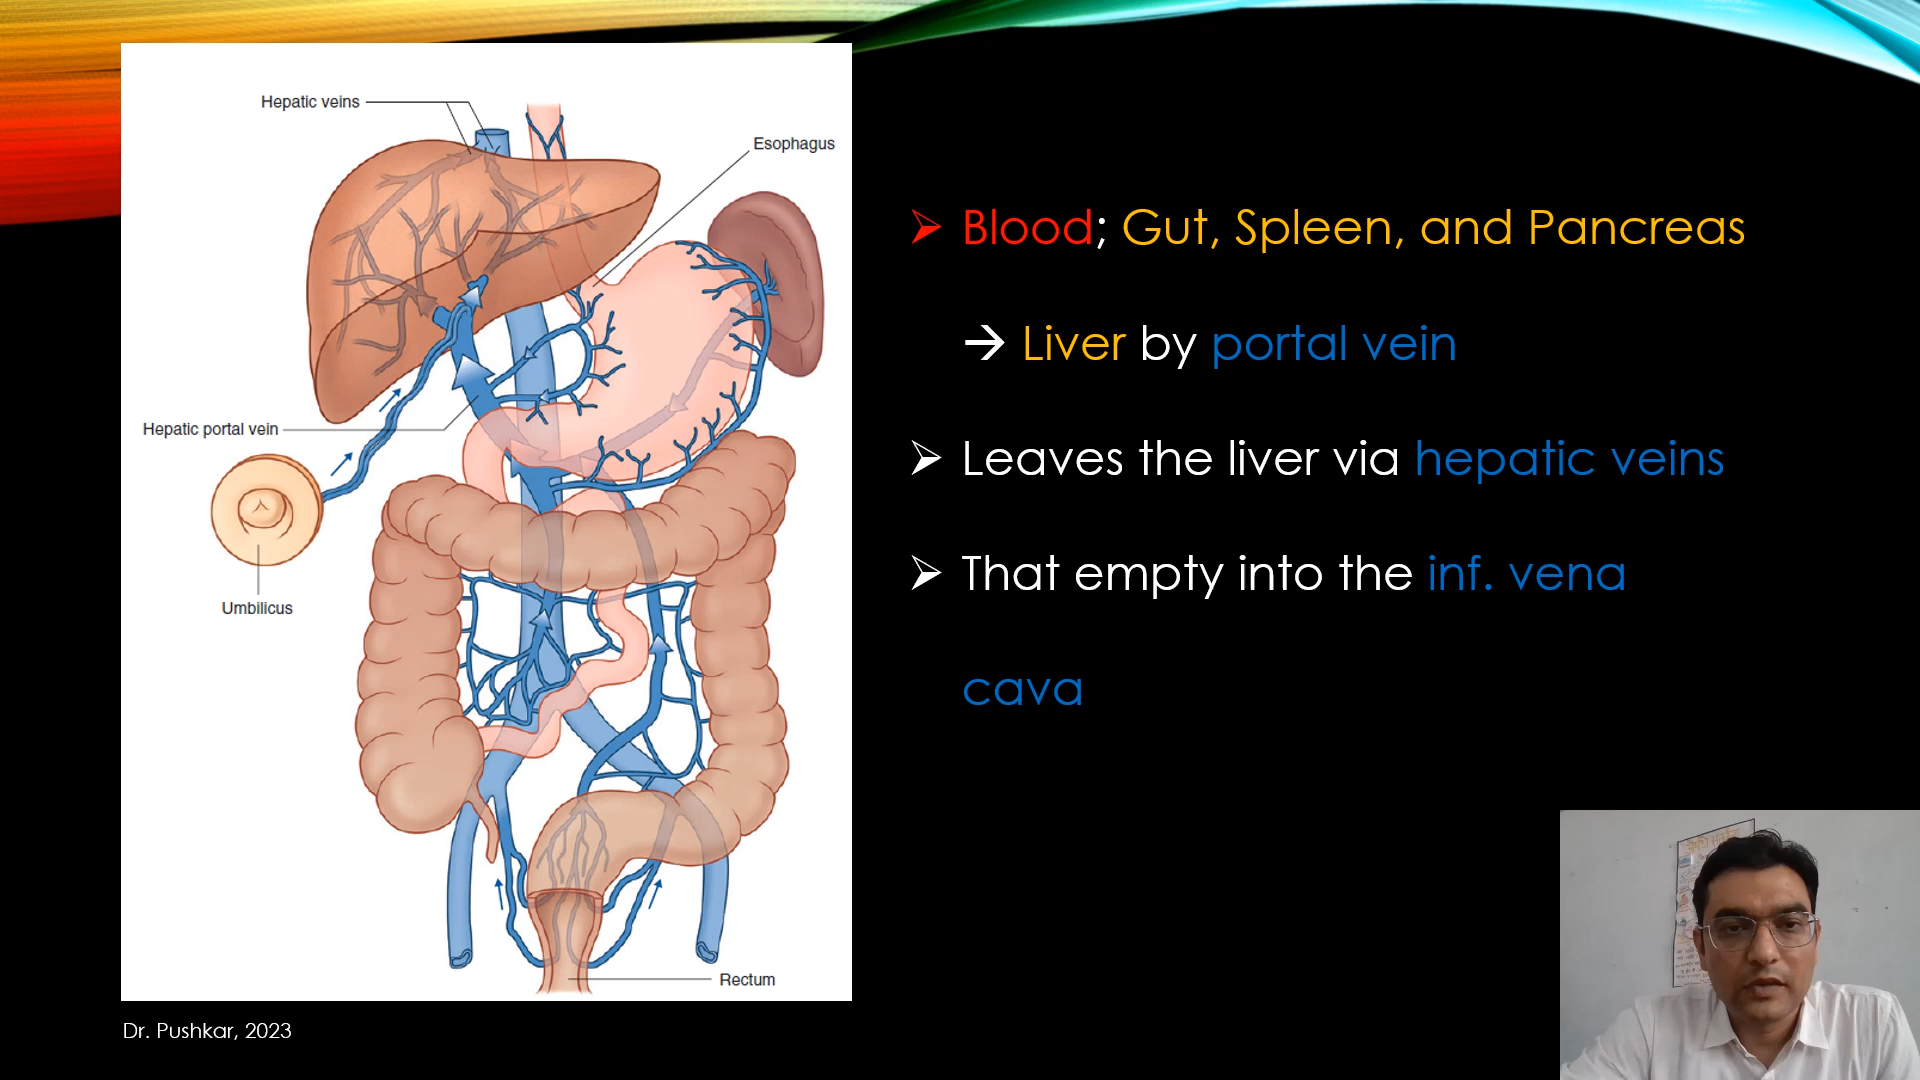 Hepatic veins
Esophagus
Hepatic portal vein
Umbilicus
Rectum
➢ Blood; Gut, Spleen, and Pancreas
→ Liver by portal vein
➢ Leaves the liver via hepatic veins
➢ That empty into the inf. vena
cava
Dr. Pushkar, 2023